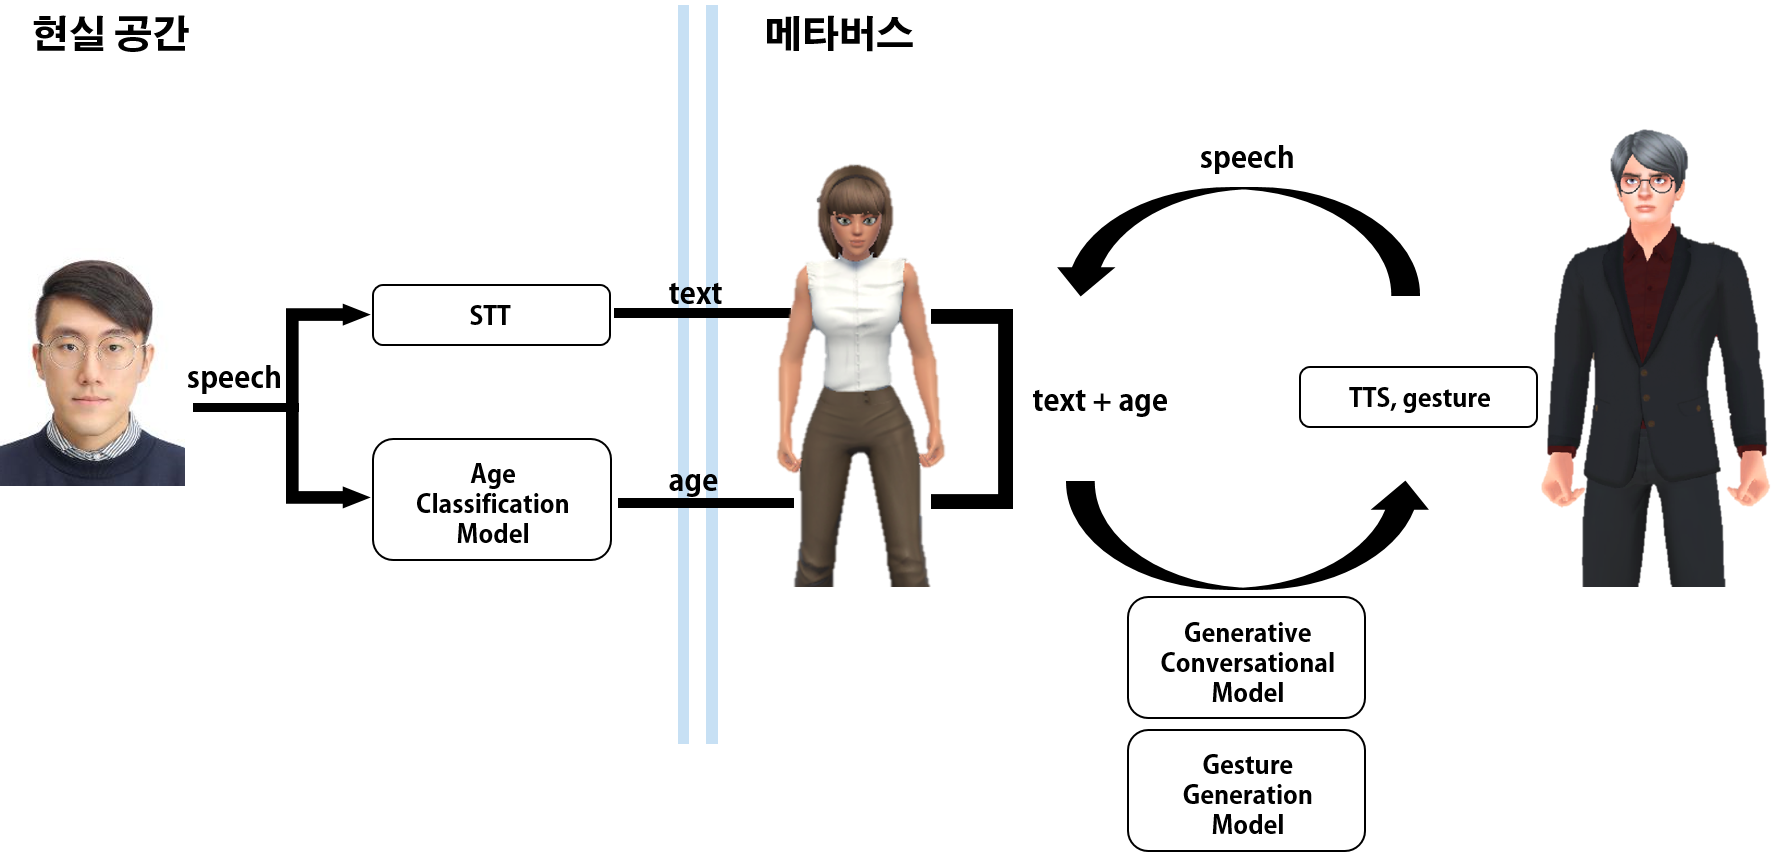 현실 공간
메타버스
speech
STT
text
speech
Age
Classification
Model
age
text + age
TTS, gesture
Generative
Conversational
Model
Gesture
Generation
Model